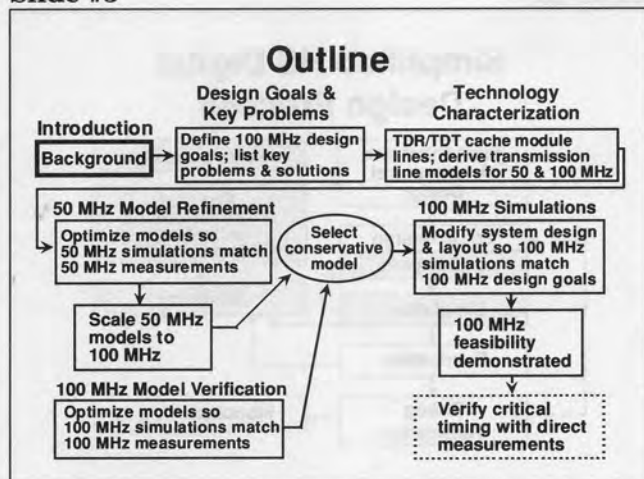 Outline
Introduction
Background
Design Goals &
Key Problems
Define 100 MHz design
goals; list key
problems & solutions
Technology
Characterization
TDR/TDT cache module
lines; derive transmission
line models for 50 & 100 MHz
50 MHz Model Refinement
Optimize models so
50 MHz simulations match
50 MHz measurements
Scale 50 MHz
models to
100 MHz
100 MHz Model Verification
Optimize models so
100 MHz simulations match
100 MHz measurements
Select
conservative
model
100 MHz Simulations
Modify system design
& layout so 100 MHz
simulations match
100 MHz design goals
100 MHz
feasibility
demonstrated
Verify critical
timing with direct
measurements